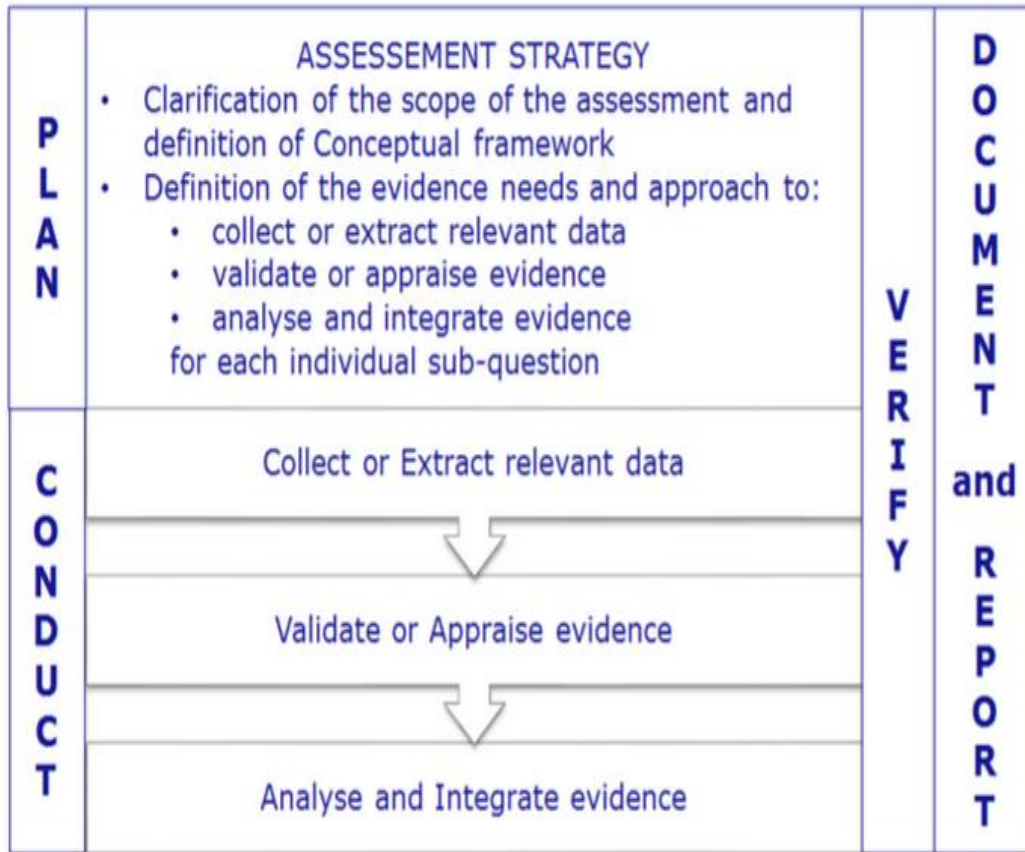 PLAN
ASSESSEMENT STRATEGY
• Clarification of the scope of the assessment and
definition of Conceptual framework
• Definition of the evidence needs and approach to:
• collect or extract relevant data
• validate or appraise evidence
• analyse and integrate evidence
for each individual sub-question
CONDUCT
Collect or Extract relevant data
Validate or Appraise evidence
Analyse and Integrate evidence
VERIFY
DOCUMENT
and
REPORT